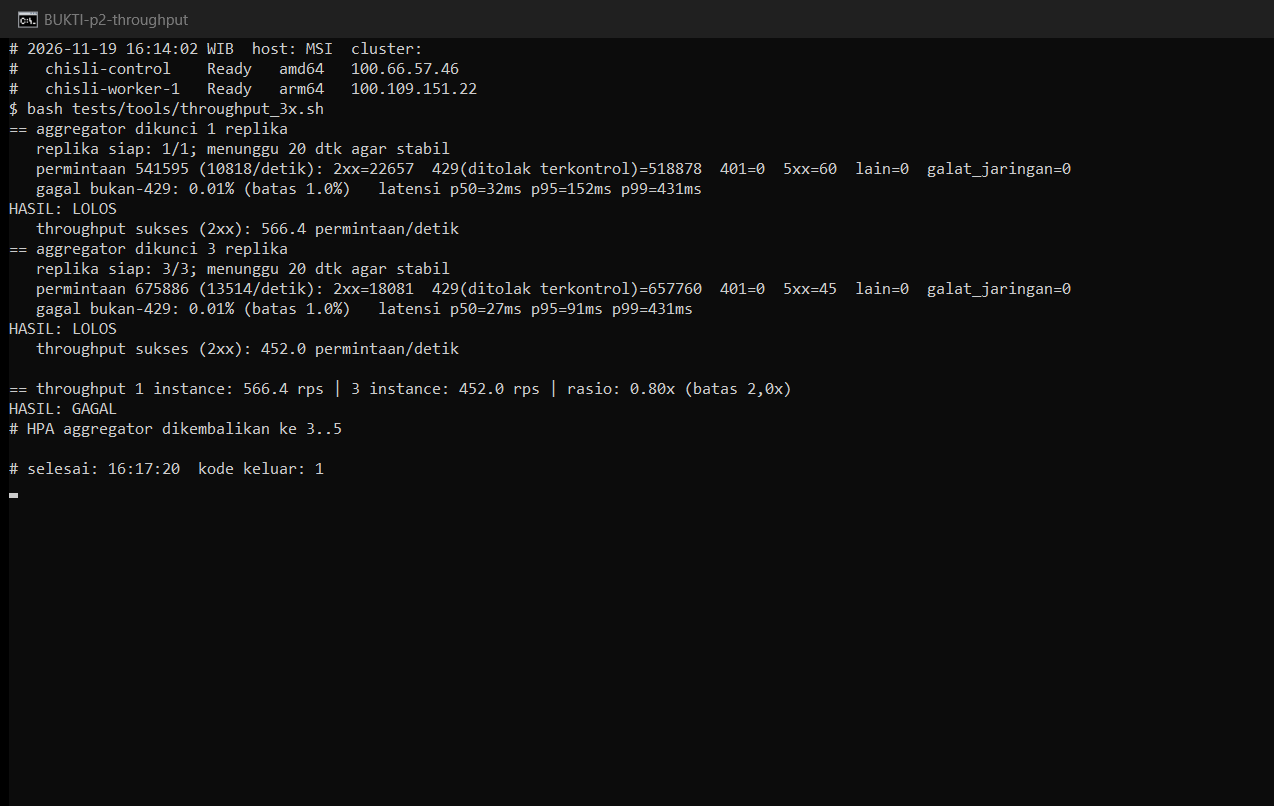 BUKTI-p2-throughput
# 2026-11-19 16:14:02 WIB  host: MSI  cluster:
#   chisli-control    Ready   amd64   100.66.57.46
#   chisli-worker-1   Ready   arm64   100.109.151.22
$ bash tests/tools/throughput_3x.sh
== aggregator dikunci 1 replika
   replika siap: 1/1; menunggu 20 dtk agar stabil
   permintaan 541595 (10818/detik): 2xx=22657  429(ditolak terkontrol)=518878  401=0  5xx=60  lain=0  galat_jaringan=0
   gagal bukan-429: 0.01% (batas 1.0%)   latensi p50=32ms p95=152ms p99=431ms
HASIL: LOLOS
   throughput sukses (2xx): 566.4 permintaan/detik
== aggregator dikunci 3 replika
   replika siap: 3/3; menunggu 20 dtk agar stabil
   permintaan 675886 (13514/detik): 2xx=18081  429(ditolak terkontrol)=657760  401=0  5xx=45  lain=0  galat_jaringan=0
   gagal bukan-429: 0.01% (batas 1.0%)   latensi p50=27ms p95=91ms p99=431ms
HASIL: LOLOS
   throughput sukses (2xx): 452.0 permintaan/detik

== throughput 1 instance: 566.4 rps | 3 instance: 452.0 rps | rasio: 0.80x (batas 2,0x)
HASIL: GAGAL
# HPA aggregator dikembalikan ke 3..5

# selesai: 16:17:20  kode keluar: 1